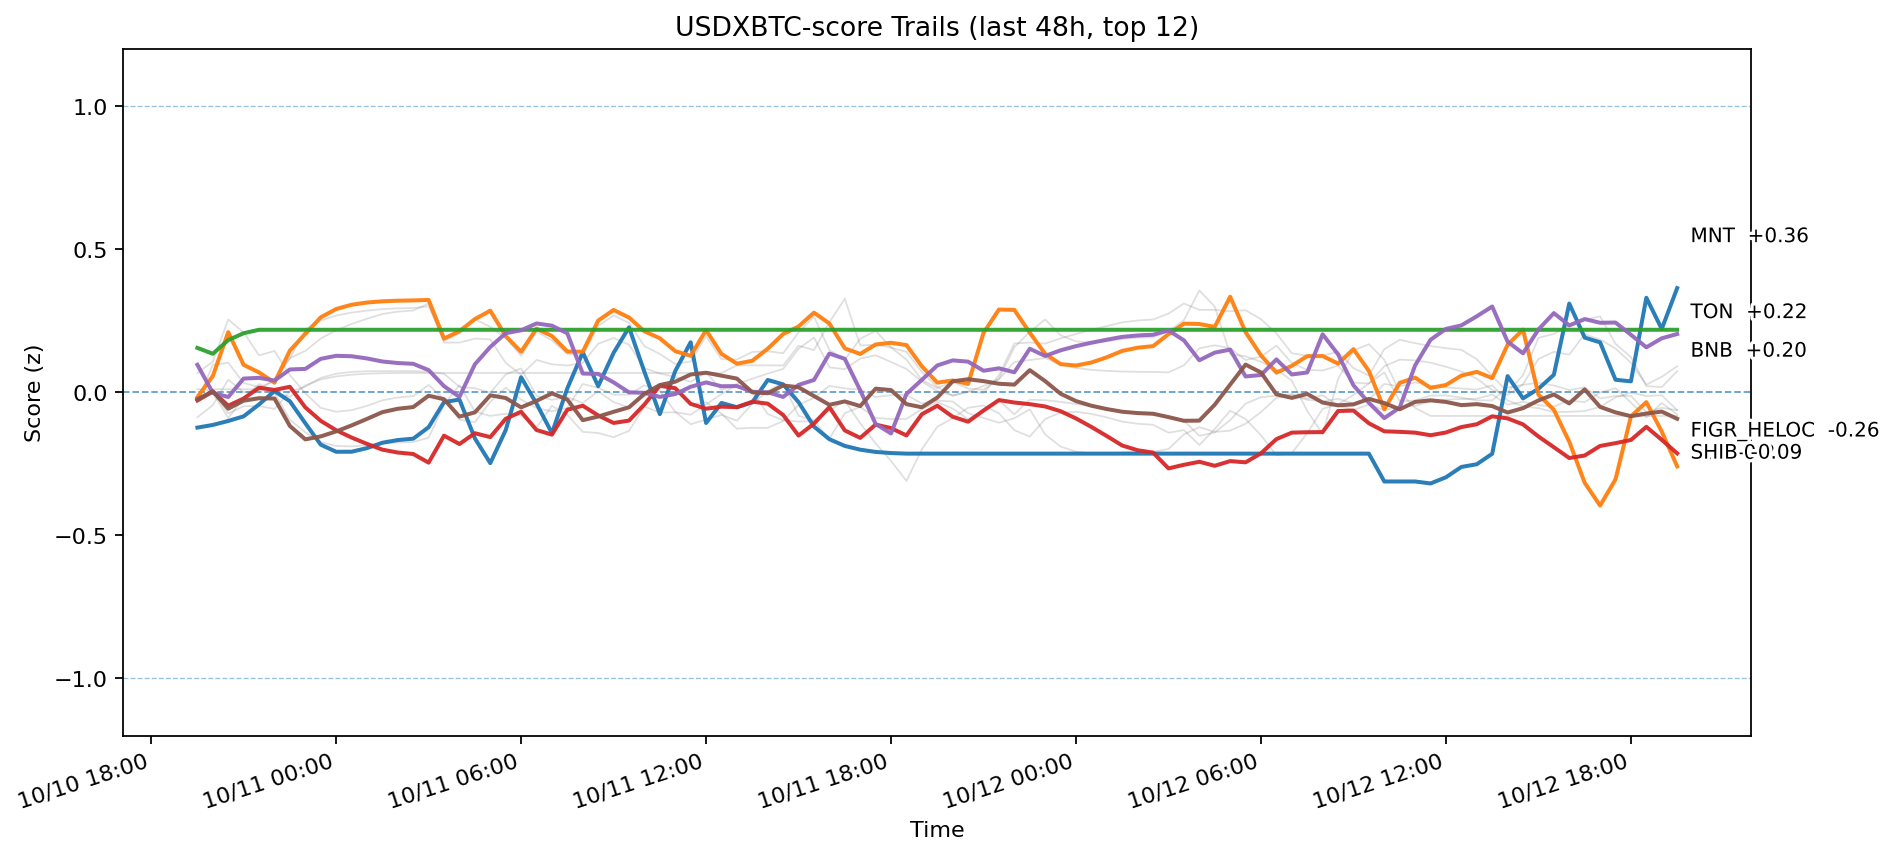 USDXBTC-score Trails (last 48h, top 12)
Score (z)
1.0
0.5
0.0
−0.5
−1.0
MNT +0.36
TON +0.22
BNB +0.20
FIGR_HELOC -0.26
SHIB -0.09
10/10 18:00
10/11 00:00
10/11 06:00
10/11 12:00
10/11 18:00
10/12 00:00
10/12 06:00
10/12 12:00
10/12 18:00
Time